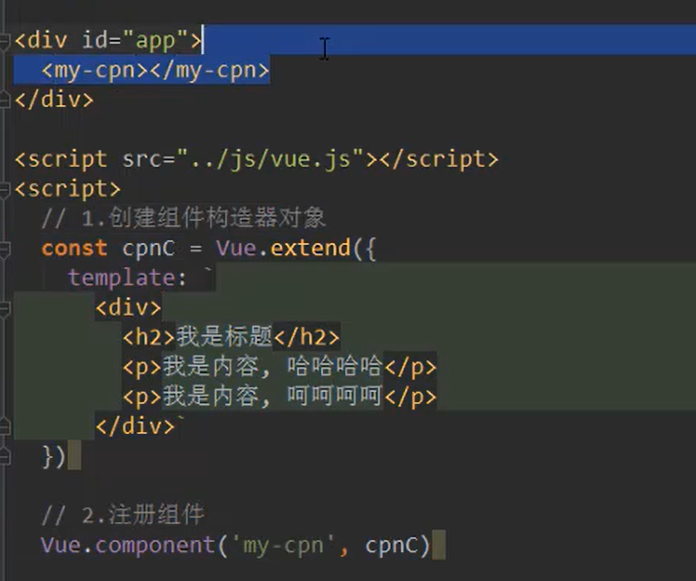 <div id="app">
<my-cpn></my-cpn>
</div>
<script src="../js/vue.js"></script>
<script>
// 1.创建组件构造器对象
const cpnC = Vue.extend({
template: `
<div>
<h2>我是标题</h2>
<p>我是内容, 哈哈哈哈</p>
<p>我是内容, 呵呵呵呵</p>
</div>`
})
// 2.注册组件
Vue.component('my-cpn', cpnC)